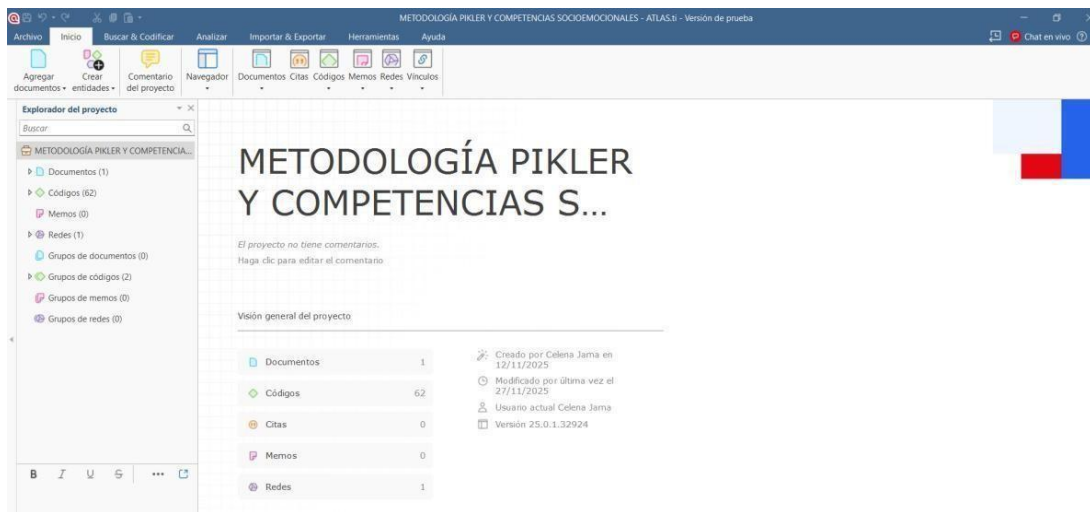 METODOLOGÍA PIKLER Y COMPETENCIAS SOCIOEMOCIONALES - ATLAS.ti - Versión de prueba
Archivo Inicio Buscar & Codificar Analizar Importar & Exportar Herramientas Ayuda
Chat en vivo
Agregar documentos
Crear entidades
Comentario del proyecto
Navegador
Documentos Citas Códigos Memos Redes Vínculos
Explorador del proyecto
Buscar
METODOLOGÍA PIKLER Y COMPETENCIA...
Documentos (1)
Códigos (62)
Memos (0)
Redes (1)
Grupos de documentos (0)
Grupos de códigos (2)
Grupos de memos (0)
Grupos de redes (0)
B I U S ...
METODOLOGÍA PIKLER
Y COMPETENCIAS S...
El proyecto no tiene comentarios.
Haga clic para editar el comentario
Visión general del proyecto
Documentos 1
Códigos 62
Citas 0
Memos 0
Redes 1
Creado por Celena Jama en
12/11/2025
Modificado por última vez el
27/11/2025
Usuario actual Celena Jama
Versión 25.0.1.32924